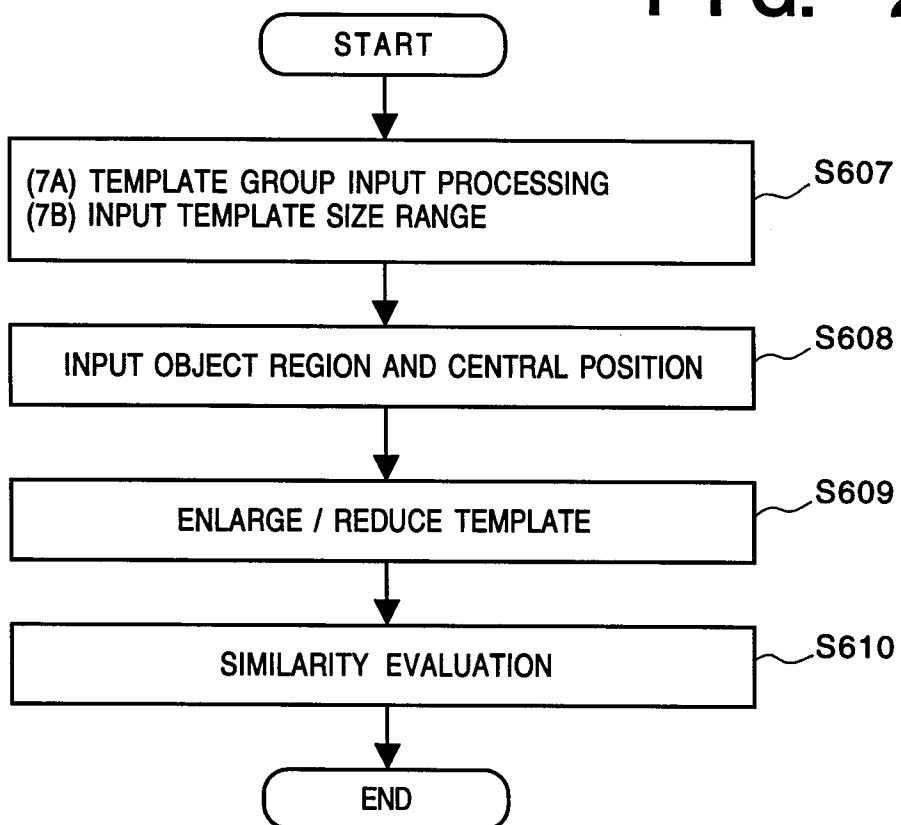 FIG.
START
(7A) TEMPLATE GROUP INPUT PROCESSING
(7B) INPUT TEMPLATE SIZE RANGE
S607
INPUT OBJECT REGION AND CENTRAL POSITION
S608
ENLARGE / REDUCE TEMPLATE
S609
SIMILARITY EVALUATION
S610
END